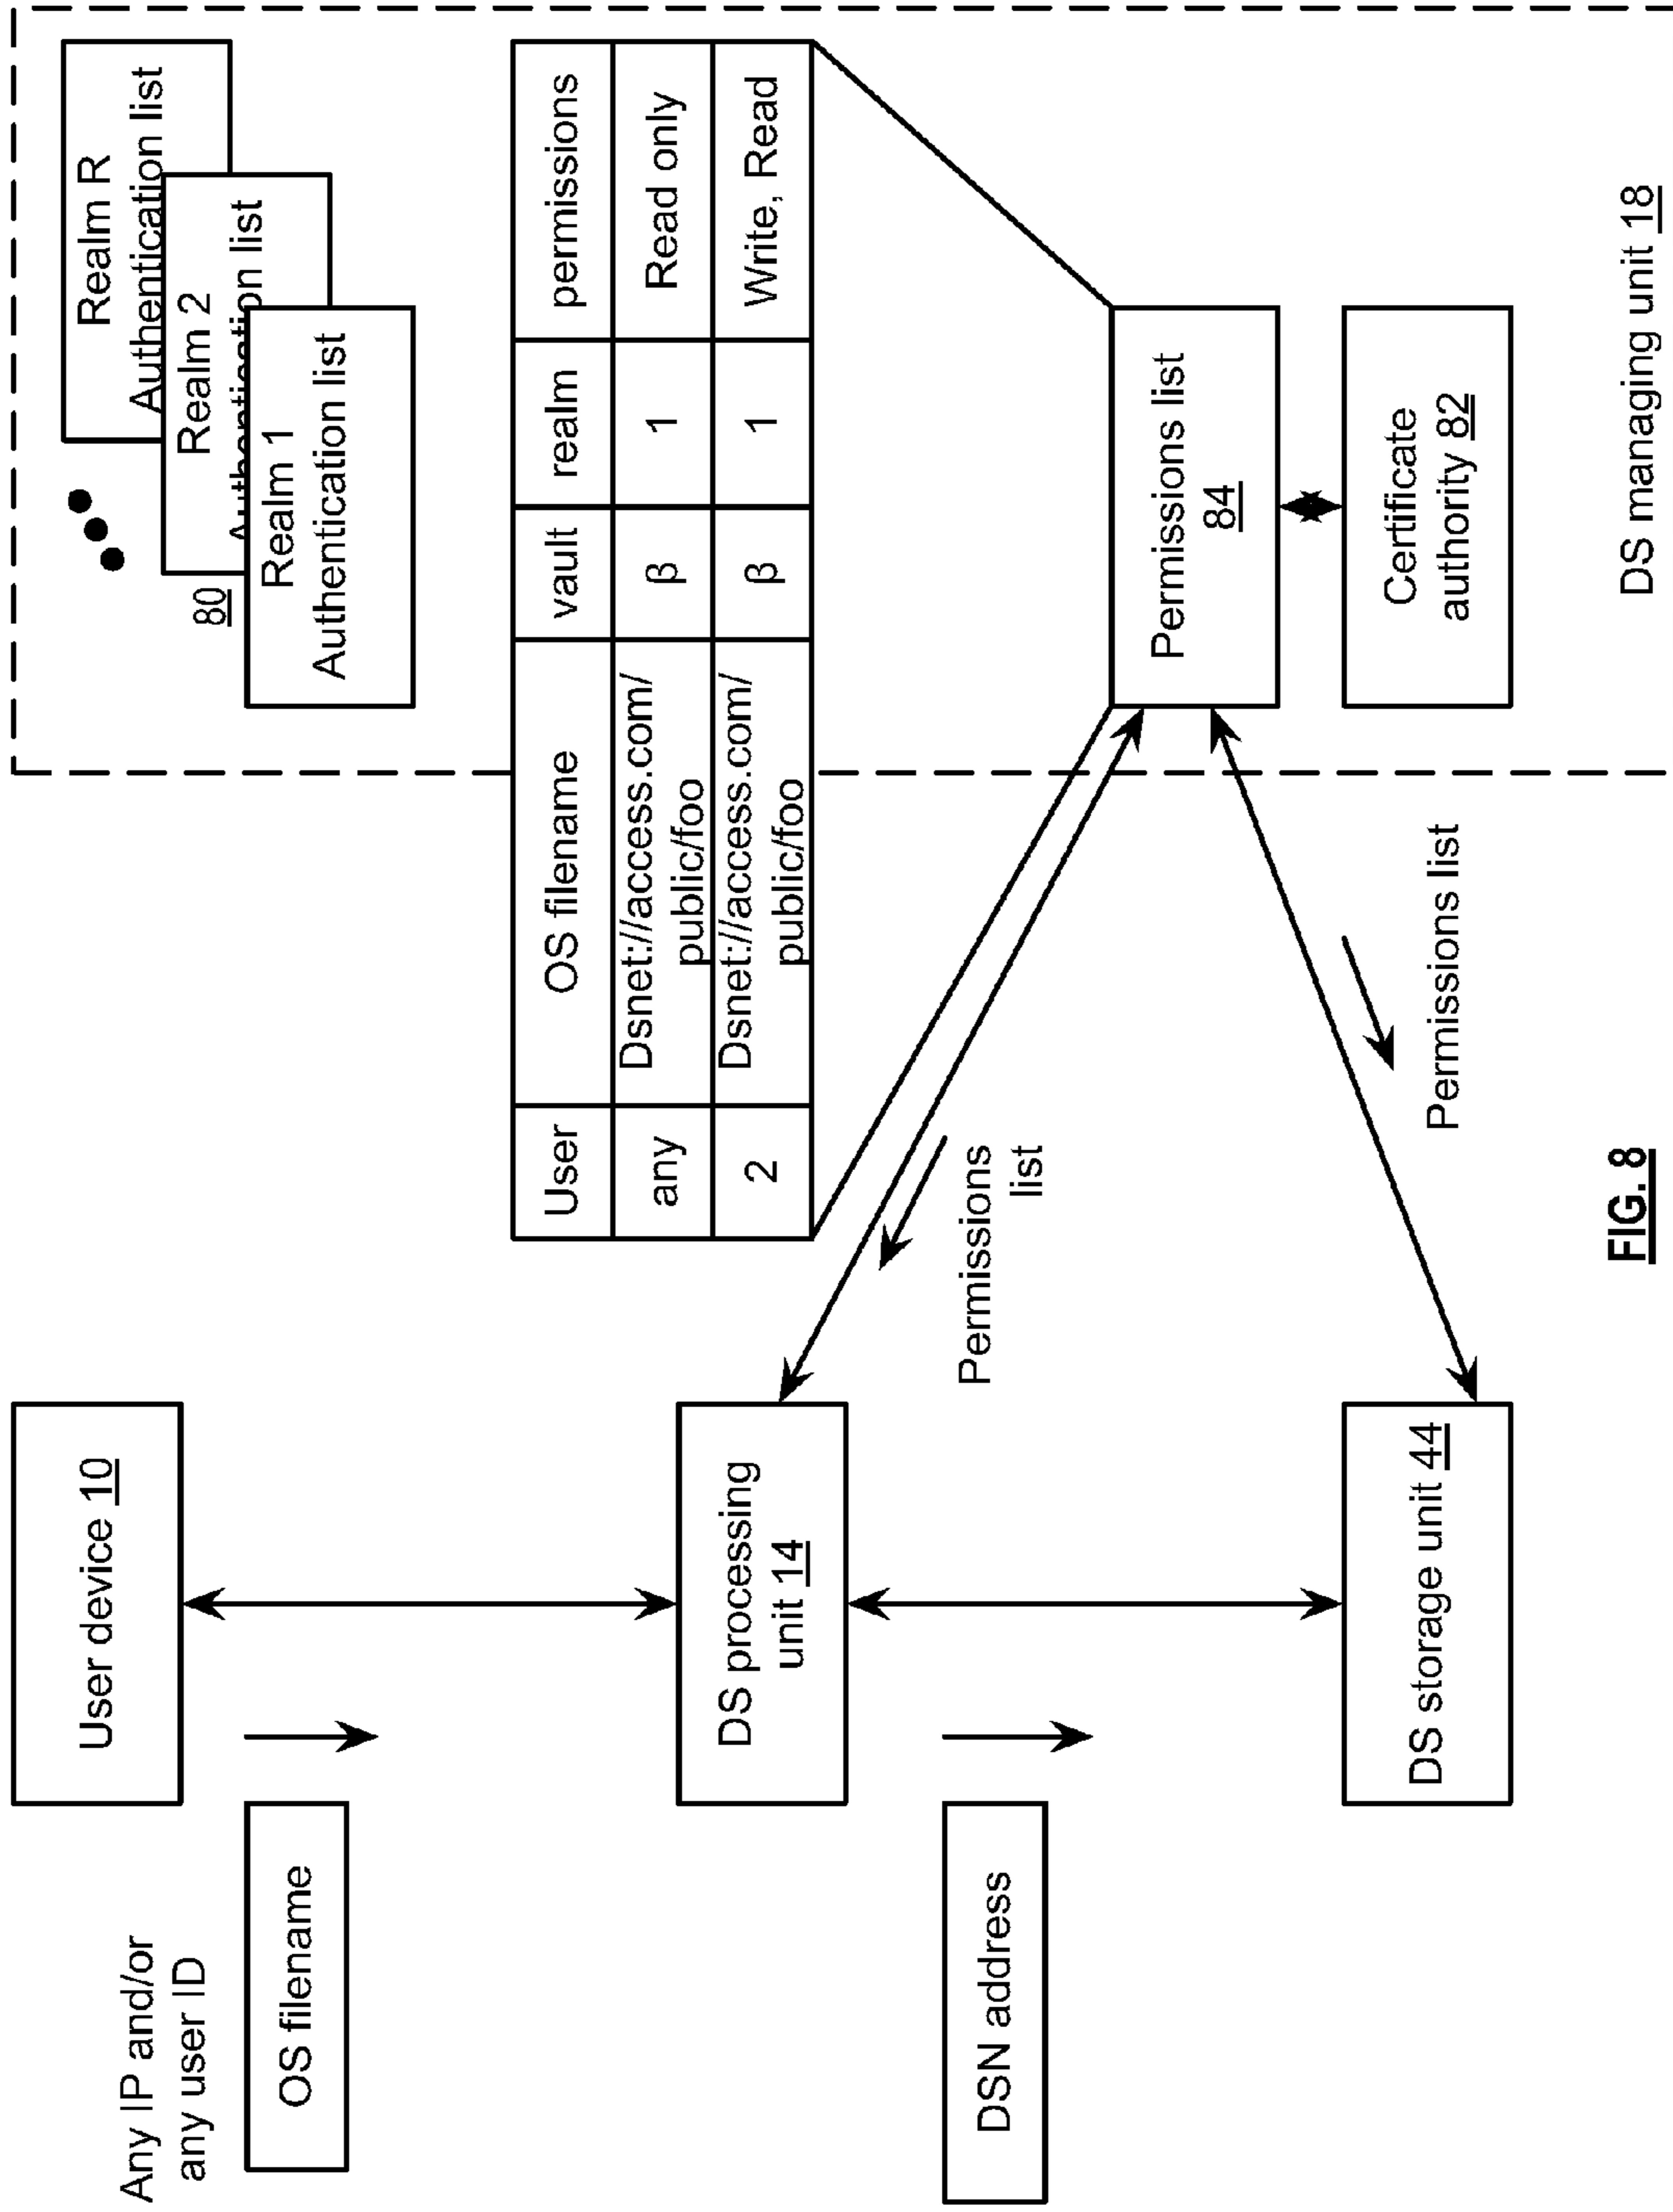 Any IP and/or
any user ID
OS filename
User device 10
DSN address
DS processing
unit 14
DS storage unit 44
Permissions
list
Permissions list
User OS filename vault realm permissions
any Dsnet://access.com/
public/foo β 1 Read only
2 Dsnet://access.com/
public/foo β 1 Write, Read
Realm R
Authentication list
Realm 2
Authentication list
80
Realm 1
Authentication list
Permissions list
84
Certificate
authority 82
DS managing unit 18
FIG. 8